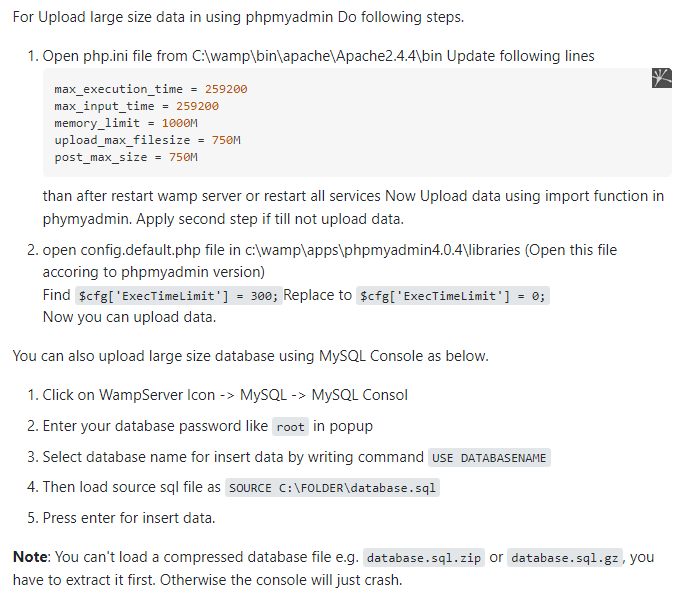 For Upload large size data in using phpmyadmin Do following steps.
1. Open php.ini file from C:\wamp\bin\apache\Apache2.4.4\bin Update following lines
max_execution_time = 259200
max_input_time = 259200
memory_limit = 1000M
upload_max_filesize = 750M
post_max_size = 750M
than after restart wamp server or restart all services Now Upload data using import function in
phymyadmin. Apply second step if till not upload data.
2. open config.default.php file in c:\wamp\apps\phpmyadmin4.0.4\libraries (Open this file
accoring to phpmyadmin version)
Find $cfg['ExecTimeLimit'] = 300; Replace to $cfg['ExecTimeLimit'] = 0;
Now you can upload data.
You can also upload large size database using MySQL Console as below.
1. Click on WampServer Icon -> MySQL -> MySQL Consol
2. Enter your database password like root in popup
3. Select database name for insert data by writing command USE DATABASENAME
4. Then load source sql file as SOURCE C:\FOLDER\database.sql
5. Press enter for insert data.
Note: You can't load a compressed database file e.g. database.sql.zip or database.sql.gz, you
have to extract it first. Otherwise the console will just crash.